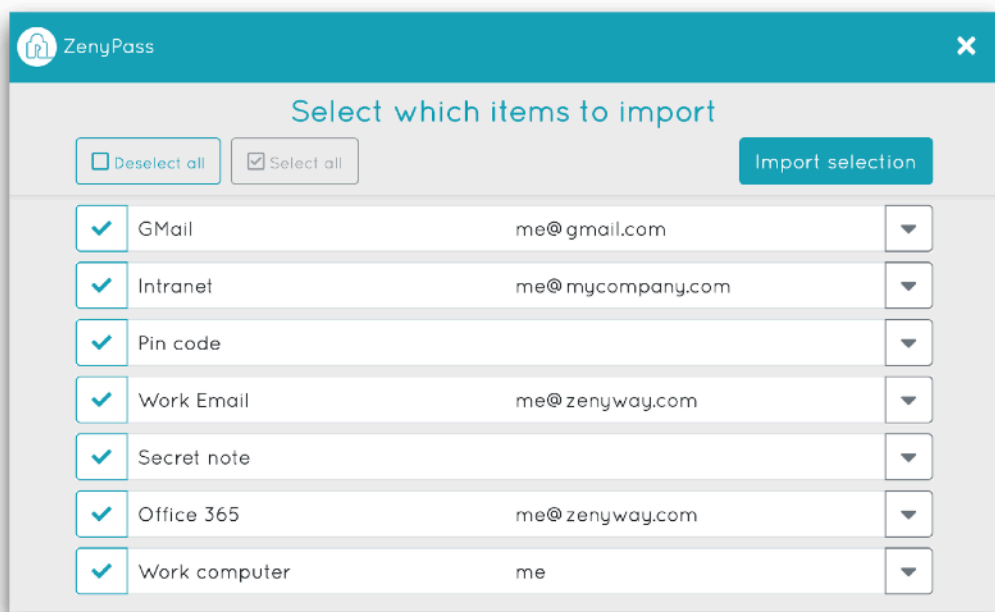 ZenyPass
Select which items to import
Deselect all
Select all
Import selection
GMail me@gmail.com
Intranet me@mycompany.com
Pin code
Work Email me@zenyway.com
Secret note
Office 365 me@zenyway.com
Work computer me